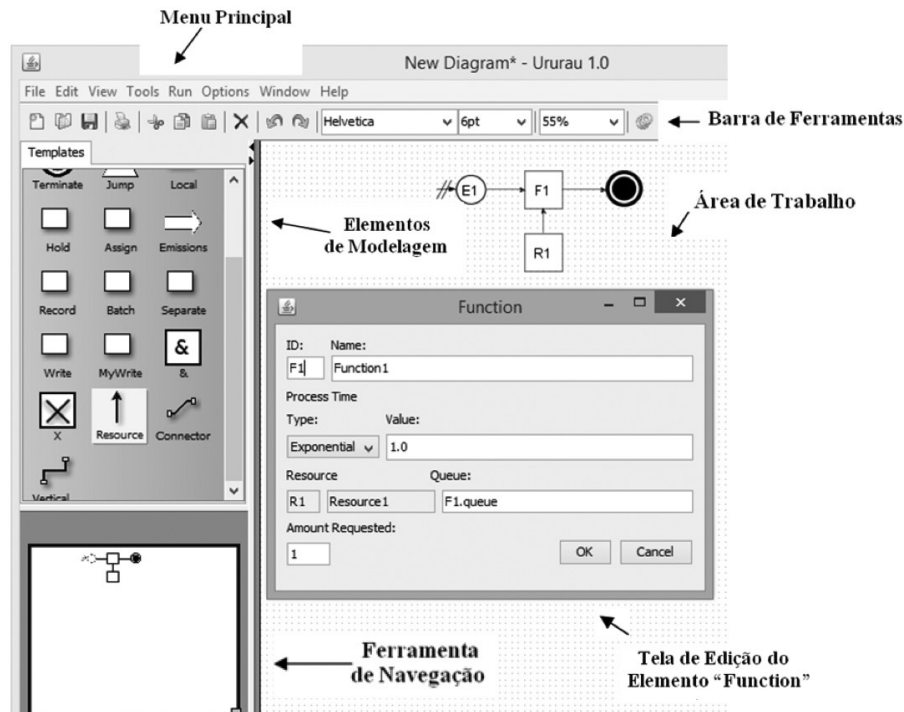 Menu Principal
New Diagram* - Ururau 1.0
File Edit View Tools Run Options Window Help
Helvetica 6pt 55%
Barra de Ferramentas
Templates
Terminate Jump Local
Hold Assign Emissions
Record Batch Separate
&
Write MyWrite &
X Resource Connector
Vertical
Elementos
de Modelagem
E1 F1
R1
Área de Trabalho
Function
ID: Name:
F1 Function1
Process Time
Type: Value:
Exponential 1.0
Resource Queue:
R1 Resource1 F1.queue
Amount Requested:
1
OK Cancel
Ferramenta
de Navegação
Tela de Edição do
Elemento “Function”